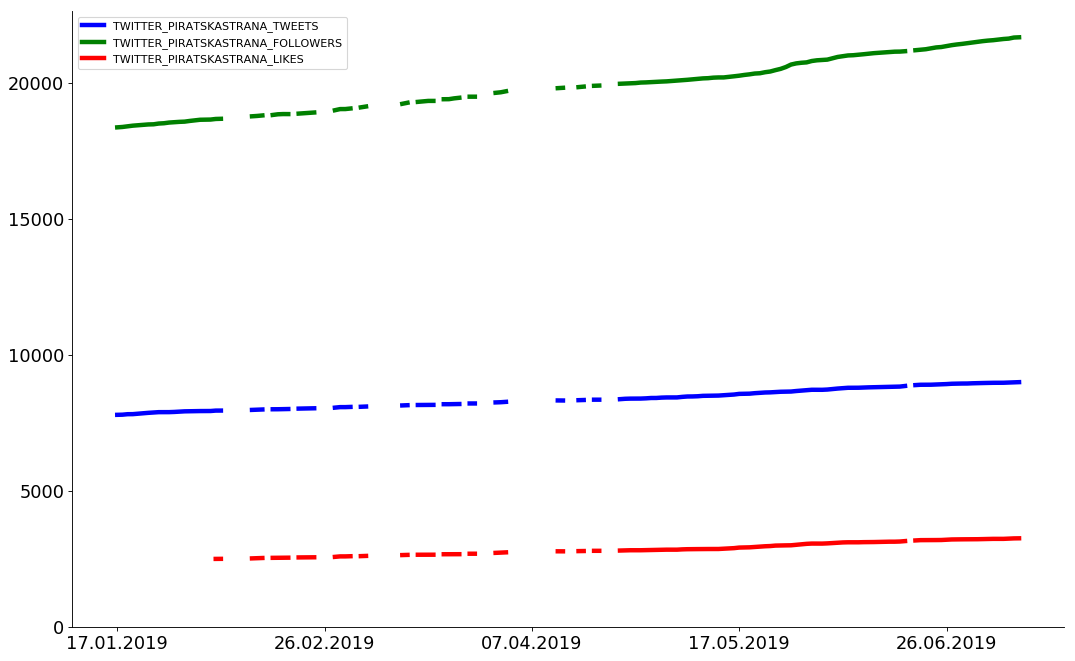 TWITTER_PIRATSKASTRANA_TWEETS
TWITTER_PIRATSKASTRANA_FOLLOWERS
TWITTER_PIRATSKASTRANA_LIKES
20000
15000
10000
5000
0
17.01.2019 26.02.2019 07.04.2019 17.05.2019 26.06.2019